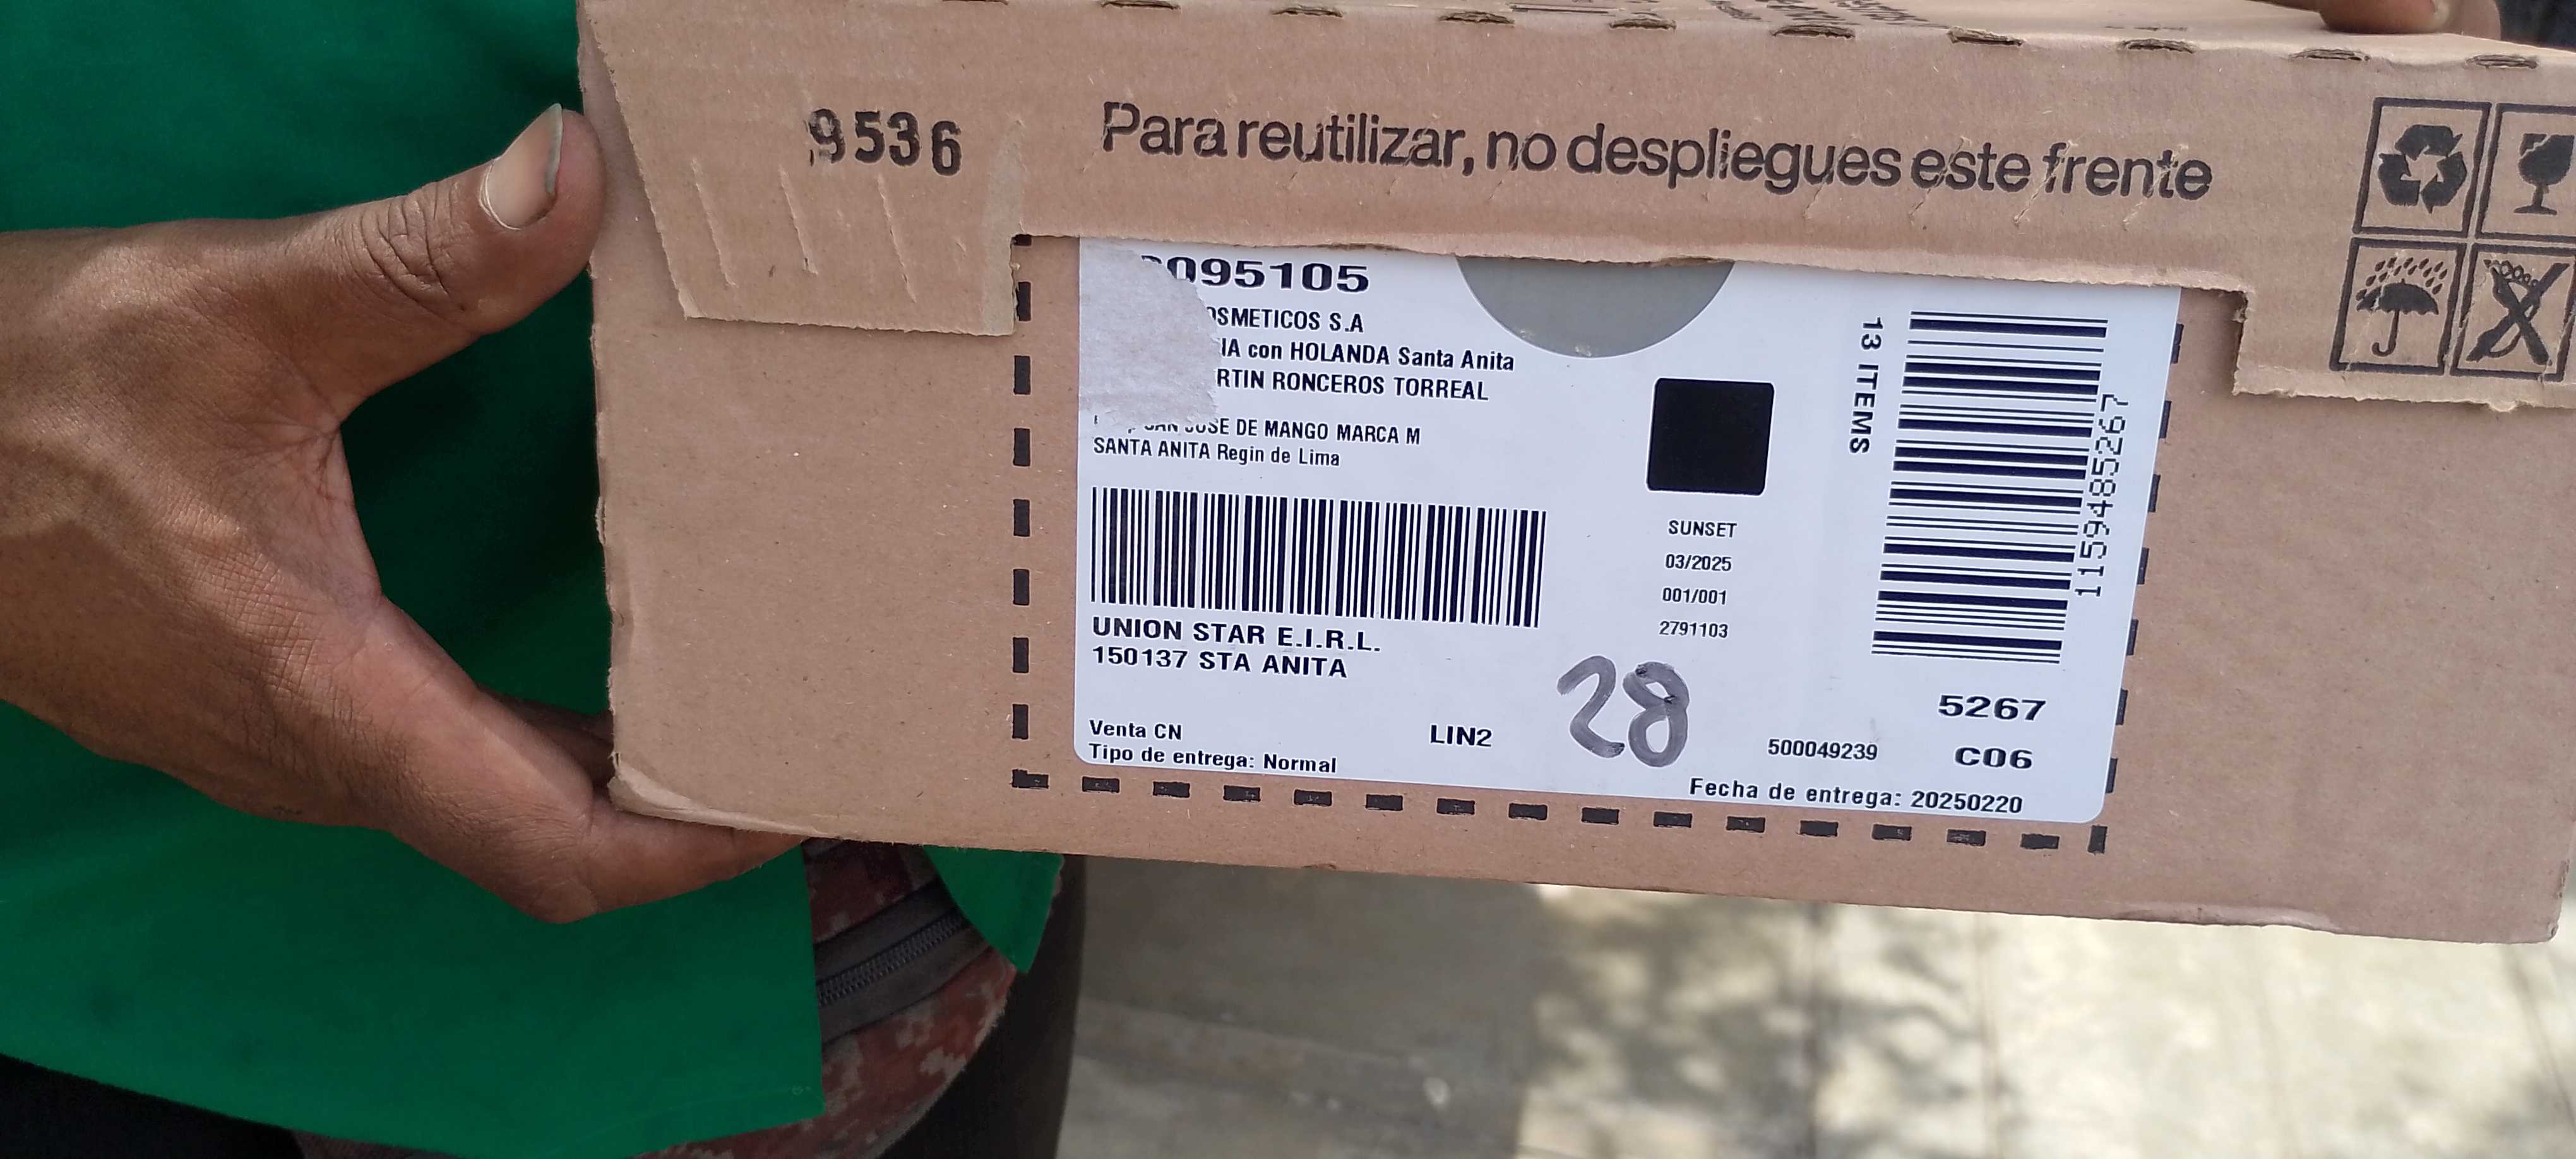 9536
Para reutilizar, no despliegues este frente
095105
OSMETICOS S.A
IA con HOLANDA Santa Anita
RTIN RONCEROS TORREAL
JOSE DE MANGO MARCA M
SANTA ANITA Regin de Lima
UNION STAR E.I.R.L.
150137 STA ANITA
Venta CN
Tipo de entrega: Normal
LIN2
28
SUNSET
03/2025
001/001
2791103
13 ITEMS
1159485267
5267
500049239
C06
Fecha de entrega: 20250220